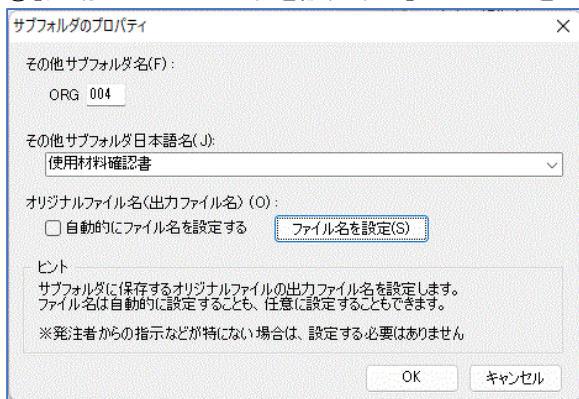 サブフォルダのプロパティ
その他サブフォルダ名(F) :
ORG 004
その他サブフォルダ日本語名(J):
使用材料確認書
オリジナルファイル名(出力ファイル名) (O) :
自動的にファイル名を設定する ファイル名を設定(S)
ヒント
サブフォルダに保存するオリジナルファイルの出力ファイル名を設定します。
ファイル名は自動的に設定することも、任意に設定することもできます。
※発注者からの指示などが特にない場合は、設定する必要はありません
OK キャンセル